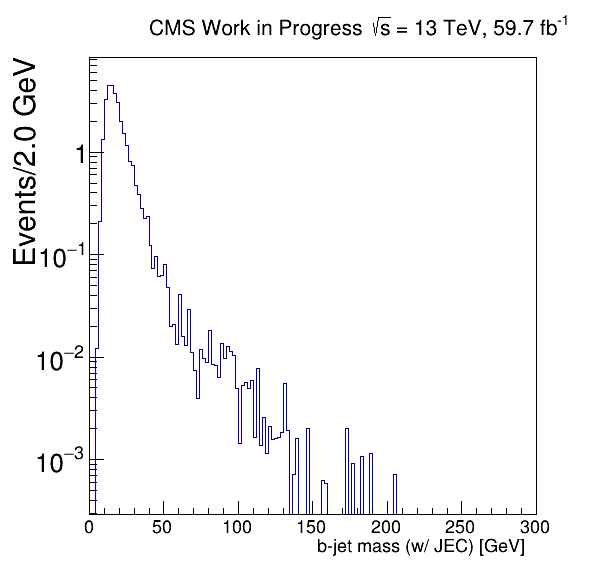 CMS Work in Progress √s = 13 TeV, 59.7 fb⁻¹
Events/2.0 GeV
1
10⁻¹
10⁻²
10⁻³
0 50 100 150 200 250 300
b-jet mass (w/ JEC) [GeV]